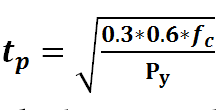 t_p = √(0.3*0.6*f_c / P_y)